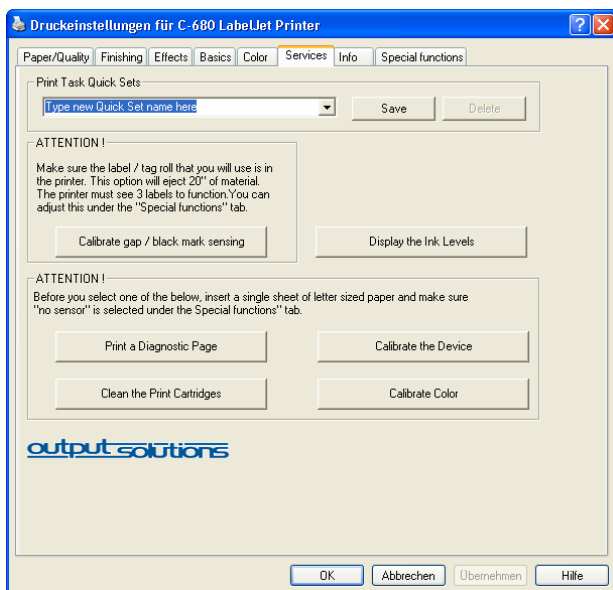 Druckeinstellungen für C-680 LabelJet Printer
Paper/Quality Finishing Effects Basics Color Services Info Special functions
Print Task Quick Sets
Type new Quick Set name here Save Delete
ATTENTION !
Make sure the label / tag roll that you will use is in
the printer. This option will eject 20" of material.
The printer must see 3 labels to function.You can
adjust this under the "Special functions" tab.
Calibrate gap / black mark sensing Display the Ink Levels
ATTENTION !
Before you select one of the below, insert a single sheet of letter sized paper and make sure
"no sensor" is selected under the Special functions" tab.
Print a Diagnostic Page Calibrate the Device
Clean the Print Cartridges Calibrate Color
output solutions
OK Abbrechen Übernehmen Hilfe